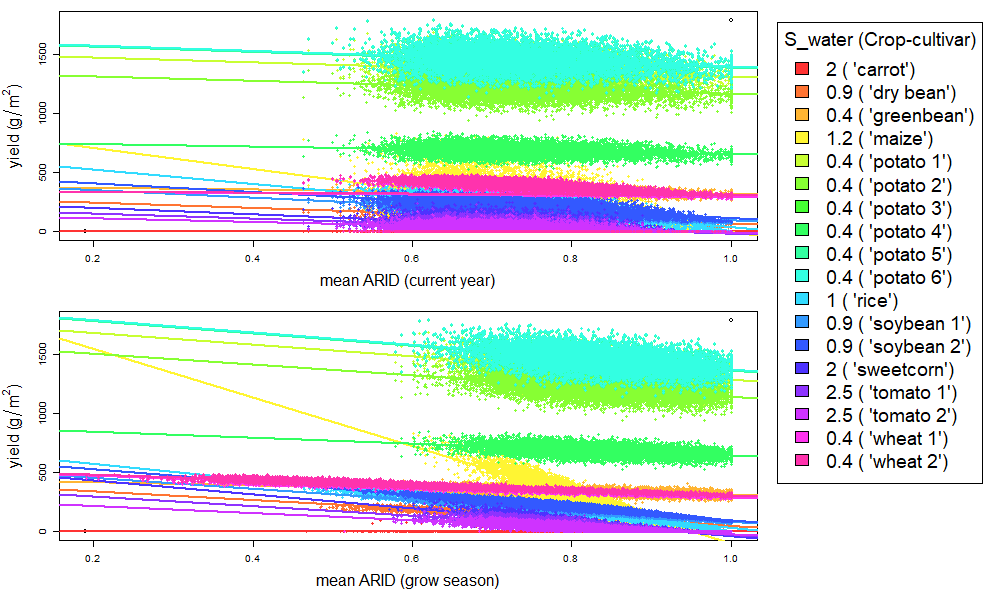 yield (g/m²)
1500
1000
500
0
0.2 0.4 0.6 0.8 1.0
mean ARID (current year)
yield (g/m²)
1500
1000
500
0
0.2 0.4 0.6 0.8 1.0
mean ARID (grow season)
S_water (Crop-cultivar)
2 ( 'carrot')
0.9 ( 'dry bean')
0.4 ( 'greenbean')
1.2 ( 'maize')
0.4 ( 'potato 1')
0.4 ( 'potato 2')
0.4 ( 'potato 3')
0.4 ( 'potato 4')
0.4 ( 'potato 5')
0.4 ( 'potato 6')
1 ( 'rice')
0.9 ( 'soybean 1')
0.9 ( 'soybean 2')
2 ( 'sweetcorn')
2.5 ( 'tomato 1')
2.5 ( 'tomato 2')
0.4 ( 'wheat 1')
0.4 ( 'wheat 2')